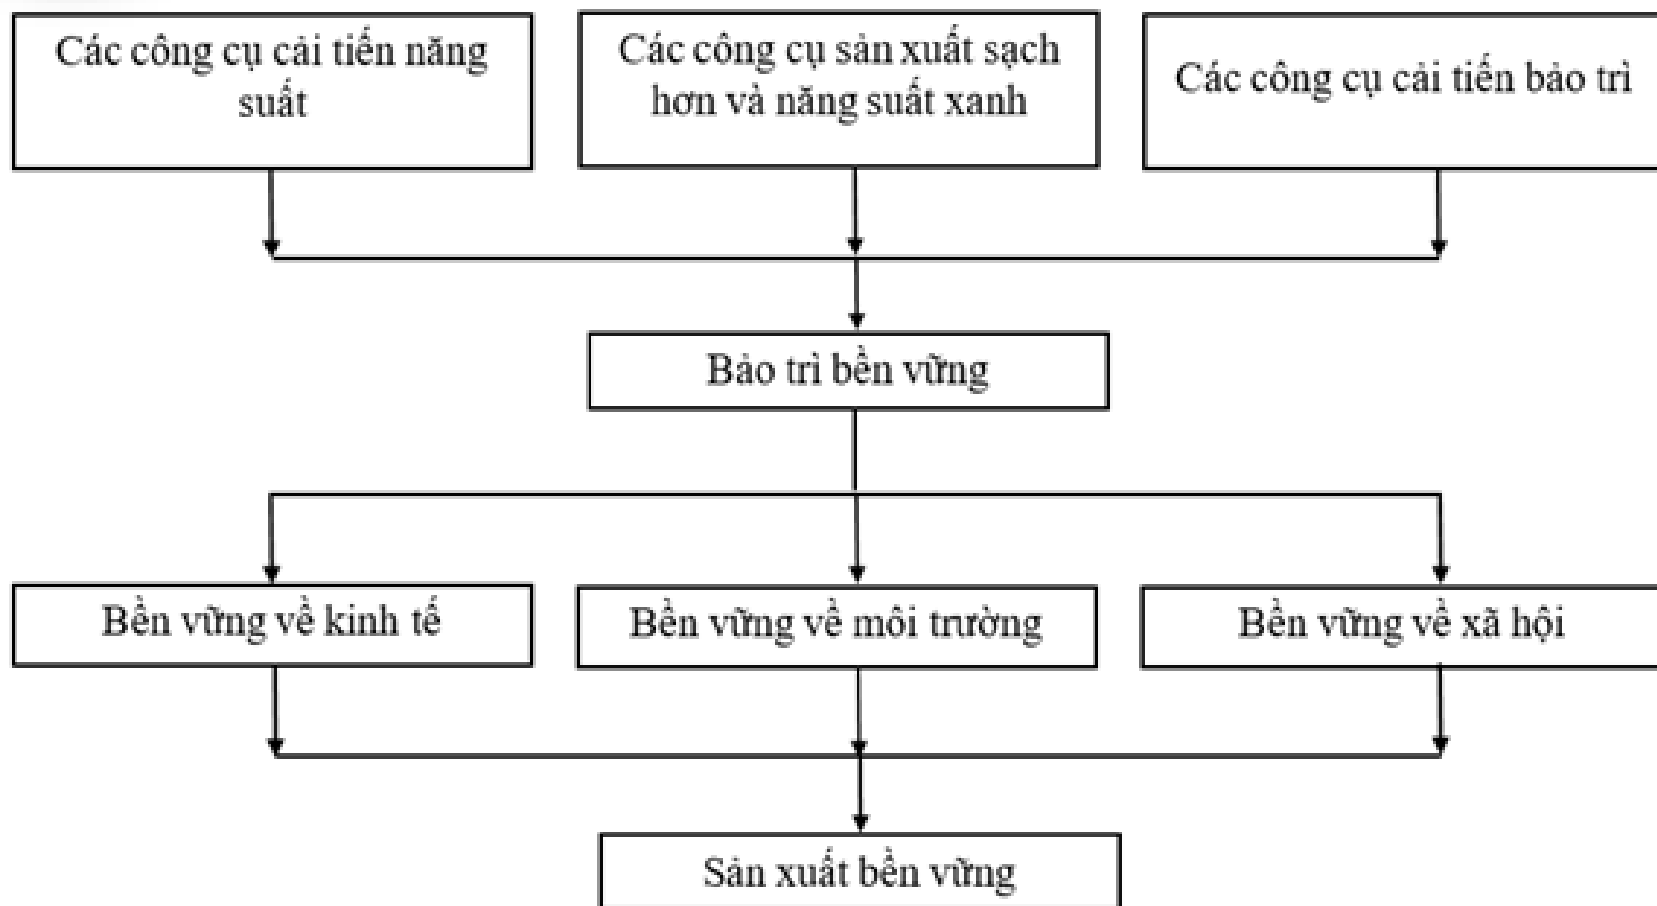 Các công cụ cải tiến năng
suất
Các công cụ sản xuất sạch
hơn và năng suất xanh
Các công cụ cải tiến bảo trì
Bảo trì bền vững
Bền vững về kinh tế
Bền vững về môi trường
Bền vững về xã hội
Sản xuất bền vững